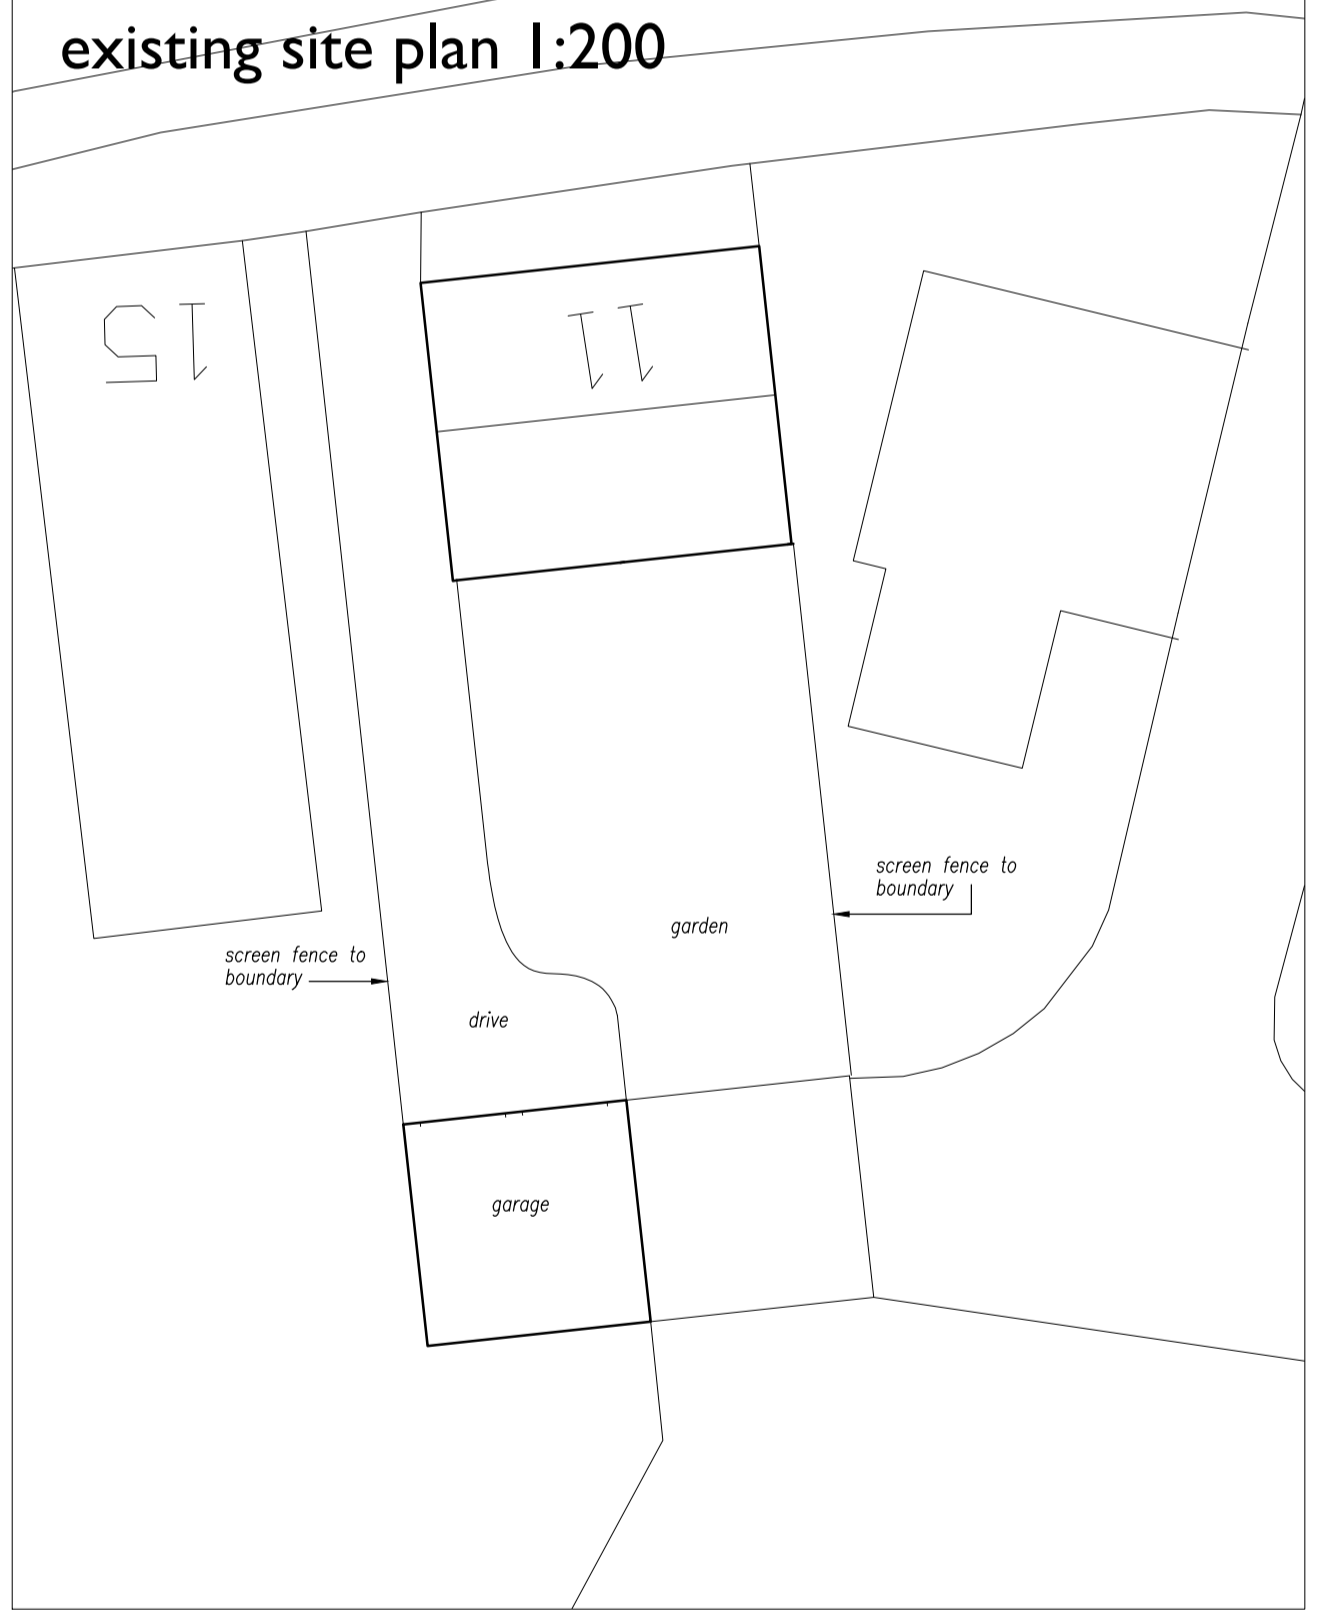 existing site plan 1:200
15
11
screen fence to
boundary
garden
screen fence to
boundary
drive
garage